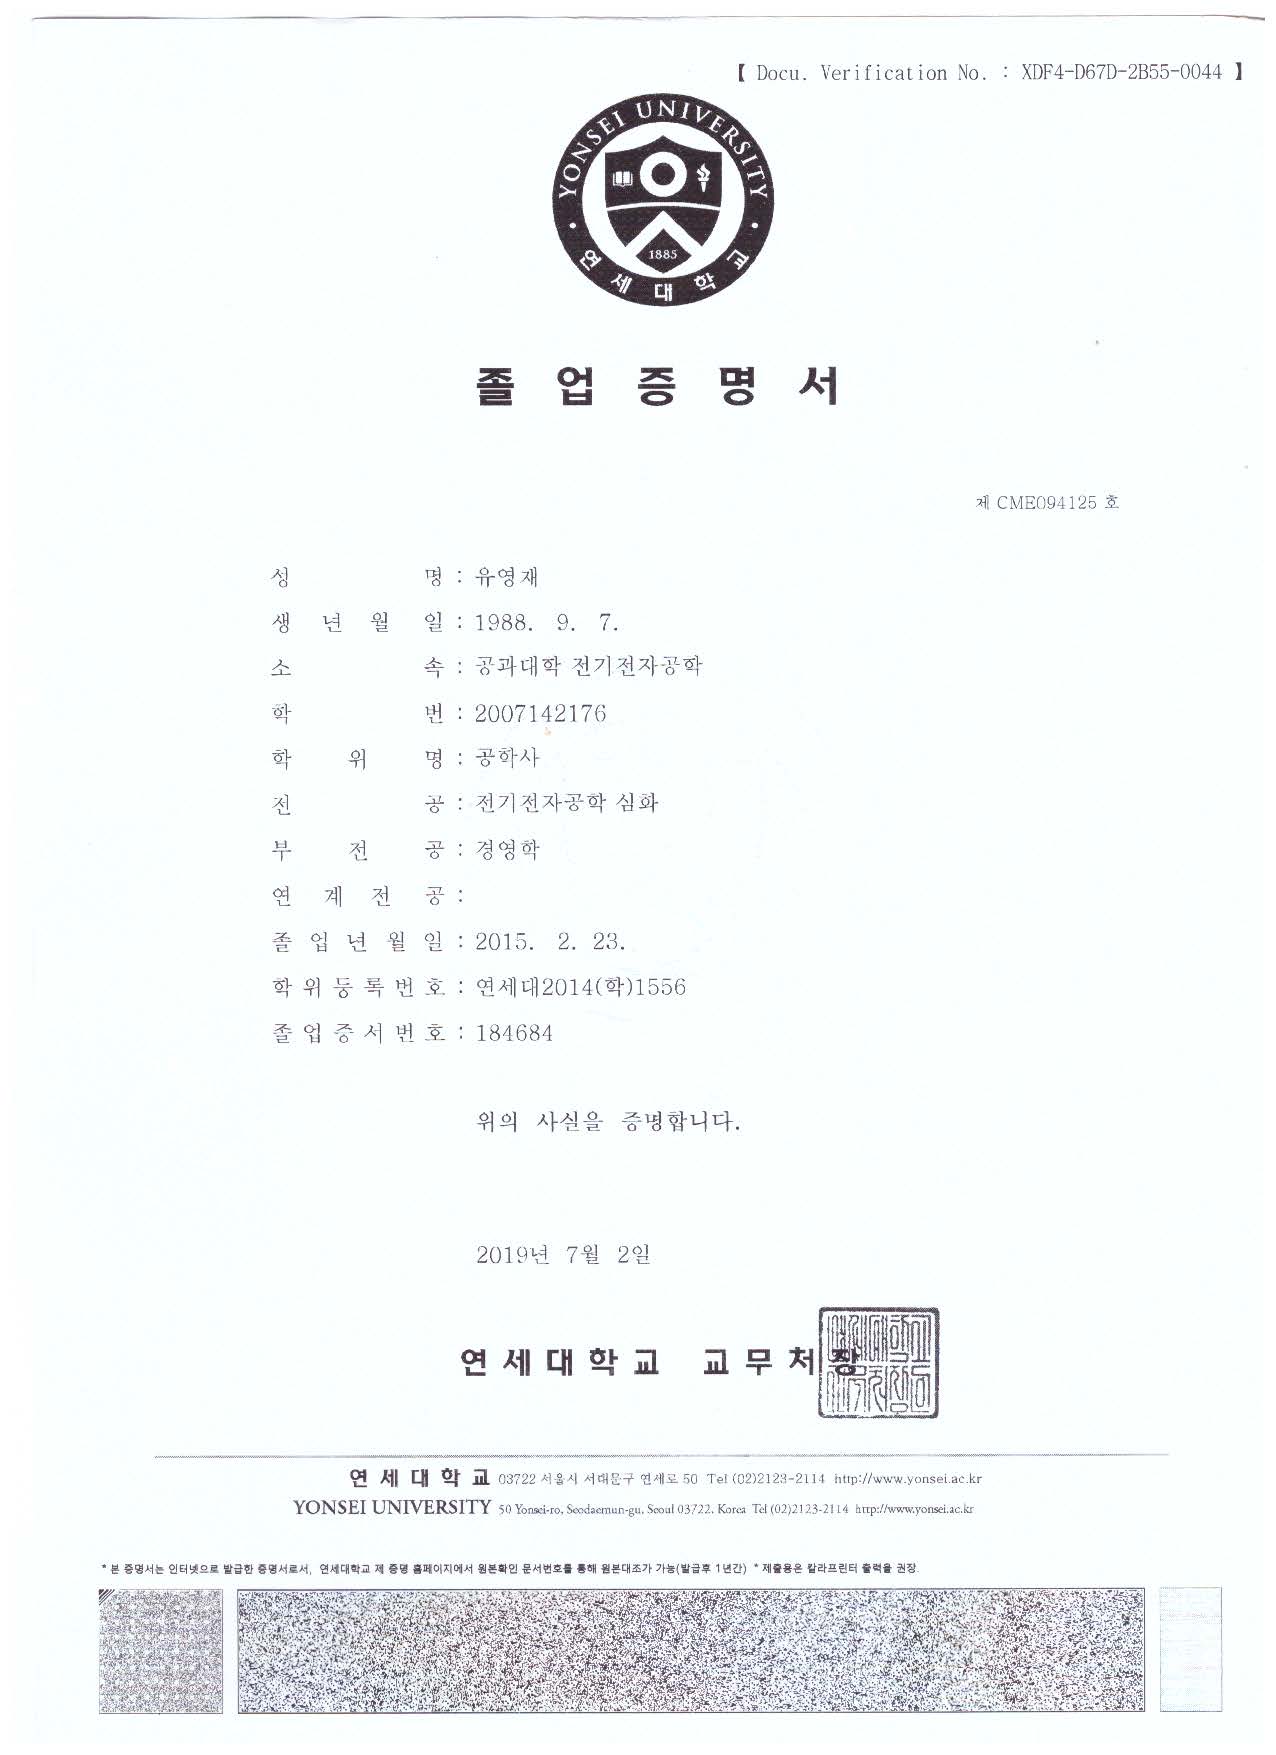 【 Docu. Verification No. : XDF4-D67D-2B55-0044 】
YONSEI UNIVERSITY
1885
연세대학교
졸업증명서
제 CME094125 호
성 명 : 유영재
생 년 월 일 : 1988. 9. 7.
소 속 : 공과대학 전기전자공학
학 번 : 2007142176
학 위 명 : 공학사
전 공 : 전기전자공학 심화
부 전 공 : 경영학
연 계 전 공 :
졸 업 년 월 일 : 2015. 2. 23.
학 위 등 록 번 호 : 연세대2014(학)1556
졸 업 증 서 번 호 : 184684
위의 사실을 증명합니다.
2019년 7월 2일
연 세 대 학 교 교 무 처 장
연 세 대 학 교 03722 서울시 서대문구 연세로 50 Tel (02)2123-2114 http://www.yonsei.ac.kr
YONSEI UNIVERSITY 50 Yonsei-ro, Seodaemun-gu, Seoul 03722, Korea Tel (02)2123-2114 http://www.yonsei.ac.kr
* 본 증명서는 인터넷으로 발급한 증명서로서, 연세대학교 제 증명 홈페이지에서 원본확인 문서번호를 통해 원본대조가 가능(발급후 1년간) * 제출용은 칼라프린터 출력을 권장.